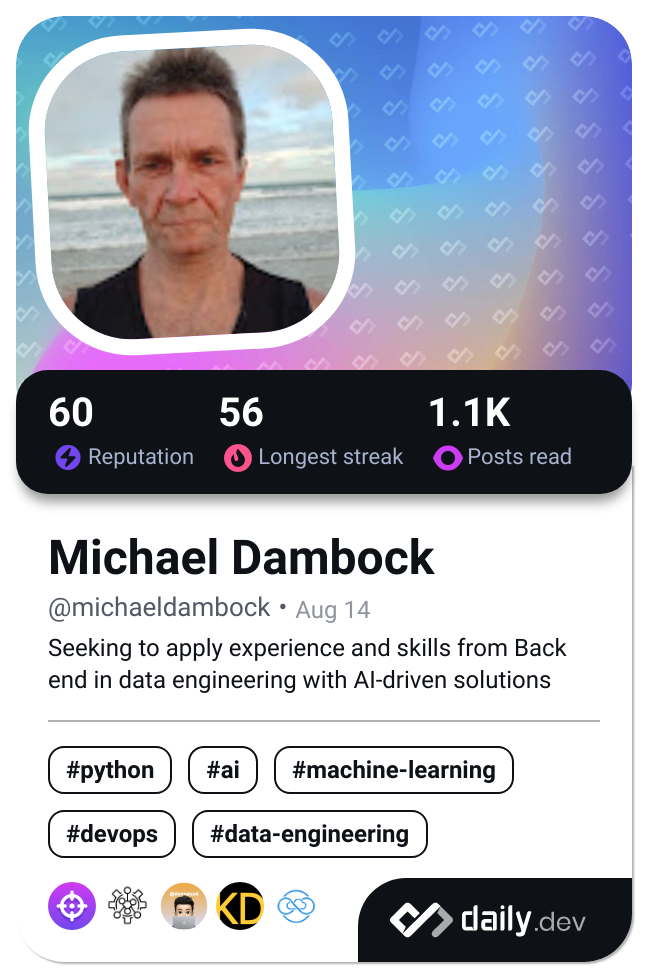 60 56 1.1K
Reputation Longest streak Posts read
Michael Dambock
@michaeldambock • Aug 14
Seeking to apply experience and skills from Back
end in data engineering with AI-driven solutions
#python #ai #machine-learning
#devops #data-engineering
KD
daily.dev